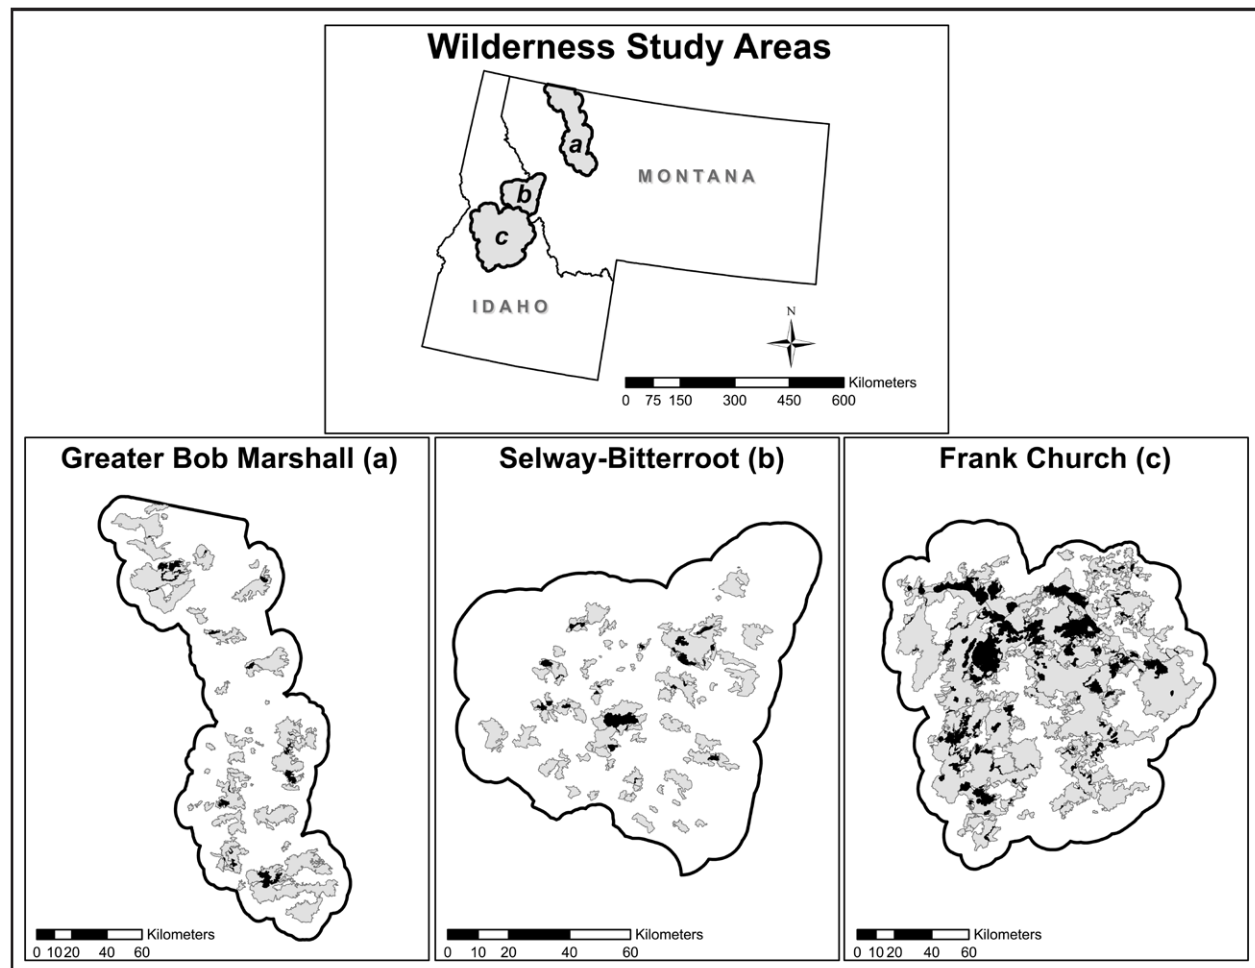 Wilderness Study Areas
a
MONTANA
b
c
IDAHO
N
Kilometers
0 75 150 300 450 600
Greater Bob Marshall (a)
Kilometers
0 10 20 40 60
Selway-Bitterroot (b)
Kilometers
0 10 20 40 60
Frank Church (c)
Kilometers
0 10 20 40 60